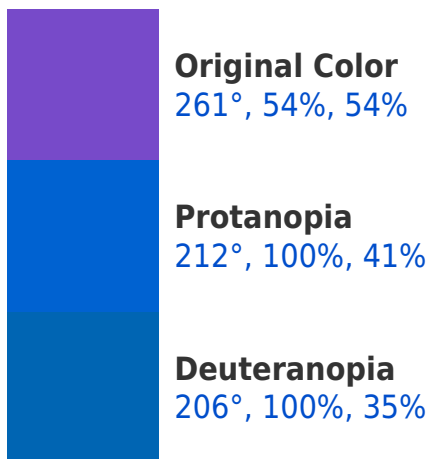 Original Color
261°, 54%, 54%
Protanopia
212°, 100%, 41%
Deuteranopia
206°, 100%, 35%